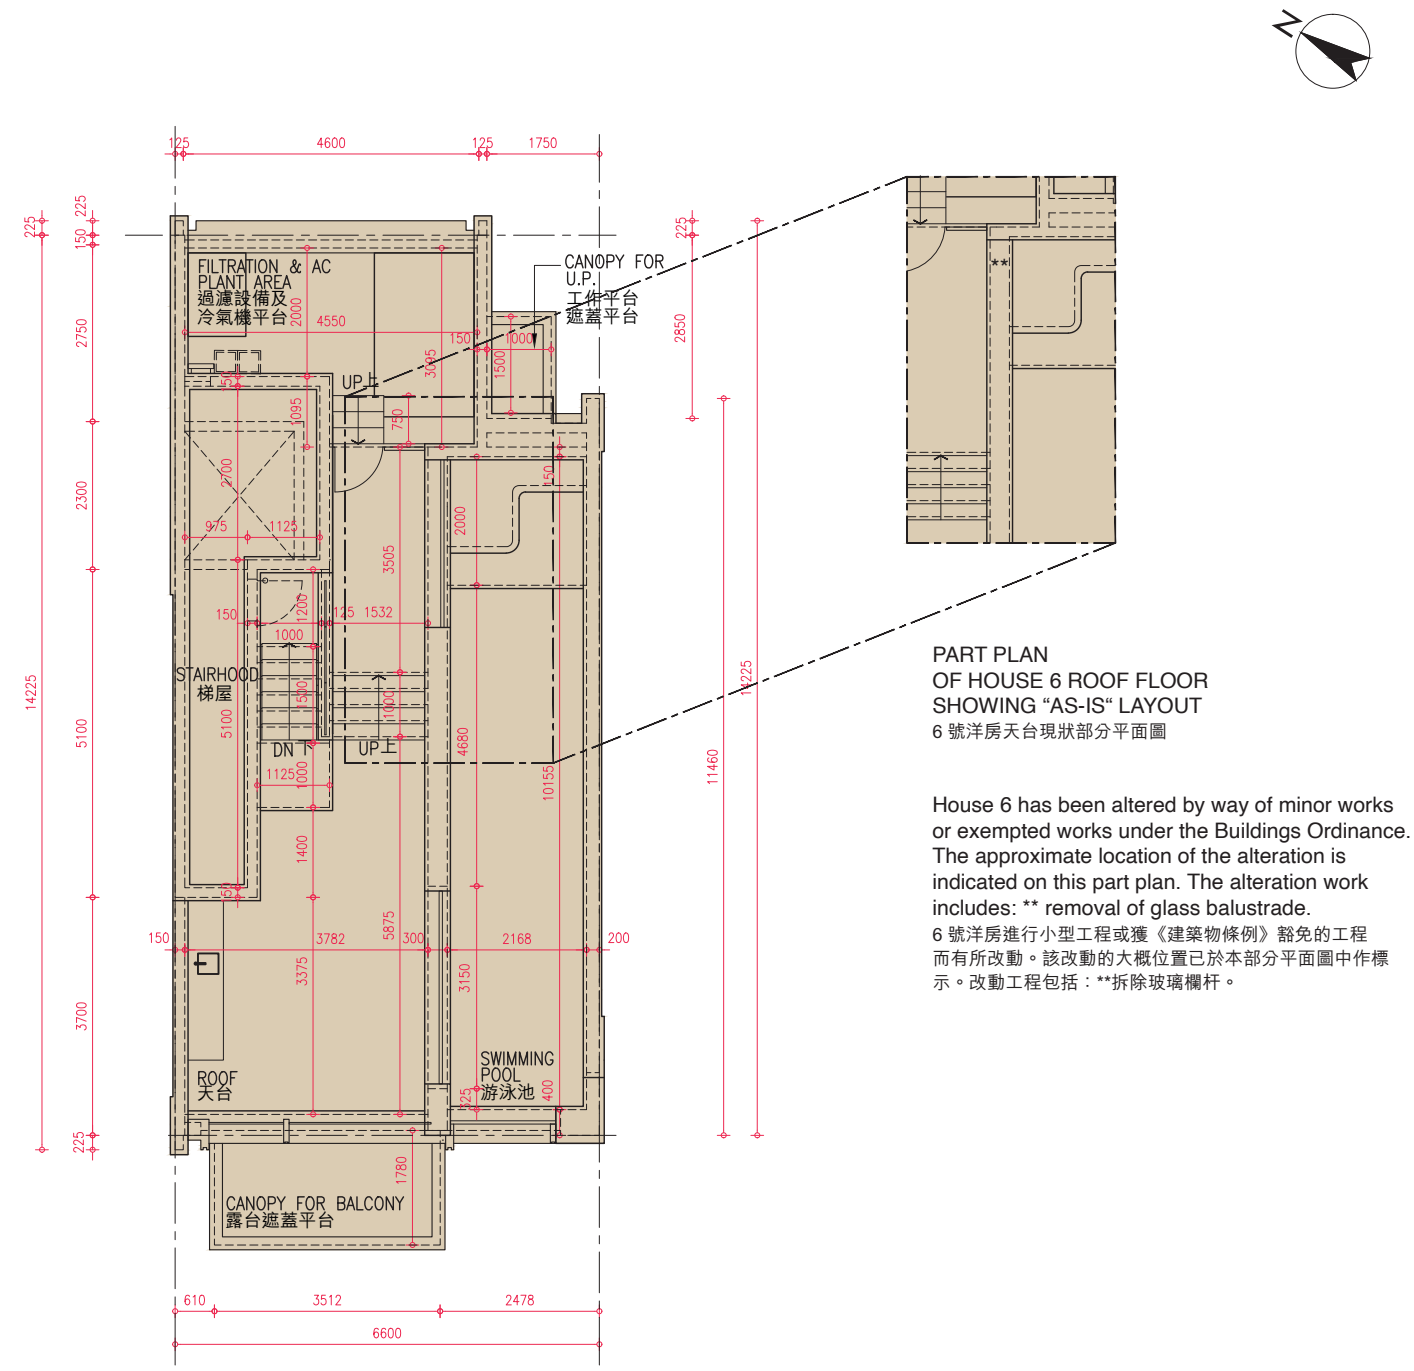 N
125
4600
125
1750
225
225
150
225
FILTRATION & AC
PLANT AREA
過濾設備及
冷氣機平台
2000
4550
3095
CANOPY FOR
U.P.
工作平台
遮蓋平台
150
1000
1500
2850
2750
**
UP上
150
1095
750
2700
150
2300
975
1125
2000
3505
150
1200
125
1532
1000
STAIRHOOD
梯屋
1500
1000
5100
5100
14225
14225
DN下
UP上
4680
10155
11460
1125
1000
1400
150
PART PLAN
OF HOUSE 6 ROOF FLOOR
SHOWING “AS-IS“ LAYOUT
6 號洋房天台現狀部分平面圖
House 6 has been altered by way of minor works
or exempted works under the Buildings Ordinance.
The approximate location of the alteration is
indicated on this part plan. The alteration work
includes: ** removal of glass balustrade.
6 號洋房進行小型工程或獲《建築物條例》豁免的工程
而有所改動。該改動的大概位置已於本部分平面圖中作標
示。改動工程包括：**拆除玻璃欄杆。
150
3782
300
2168
200
5875
3375
3150
3700
ROOF
天台
SWIMMING
POOL
游泳池
525
400
225
1780
CANOPY FOR BALCONY
露台遮蓋平台
610
3512
2478
6600